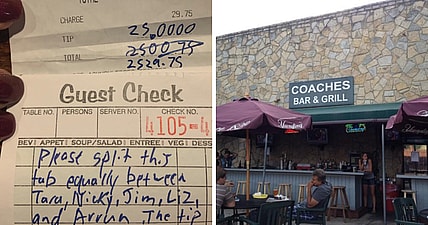 TOTAL
CHARGE 29.75
25.0000
TIP 2500.75
TOTAL 2529.75
Guest Check
TABLE NO. PERSONS SERVER NO. CHECK NO.
4105-4
BEV APPET SOUP/SALAD ENTREE VEG DESS
Please split this
tab equally between
Tara, Nicky, Jim, Liz,
and Arrun. The tip
COACHES
BAR & GRILL